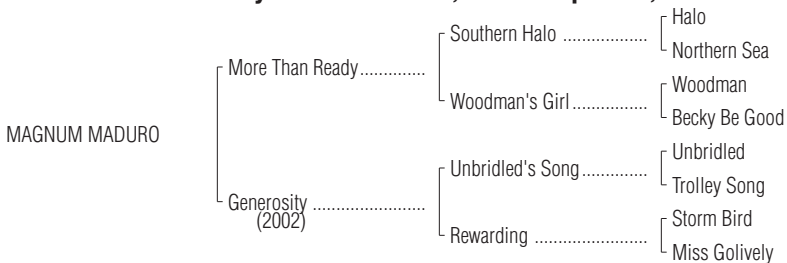 Halo
Southern Halo ..................
Northern Sea
More Than Ready..............
Woodman
Woodman's Girl................
Becky Be Good
MAGNUM MADURO
Unbridled
Unbridled's Song..............
Trolley Song
Generosity ........................
(2002)
Storm Bird
Rewarding ........................
Miss Golively